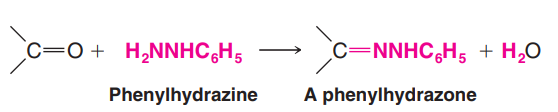 C=O + H₂NNHC₆H₅ ⟶ C=NNHC₆H₅ + H₂O
Phenylhydrazine A phenylhydrazone